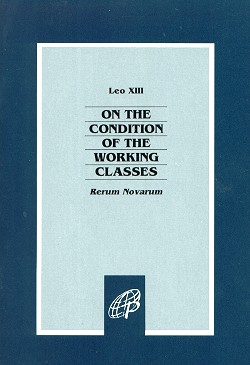 Leo XIII
ON THE
CONDITION
OF THE
WORKING
CLASSES
Rerum Novarum